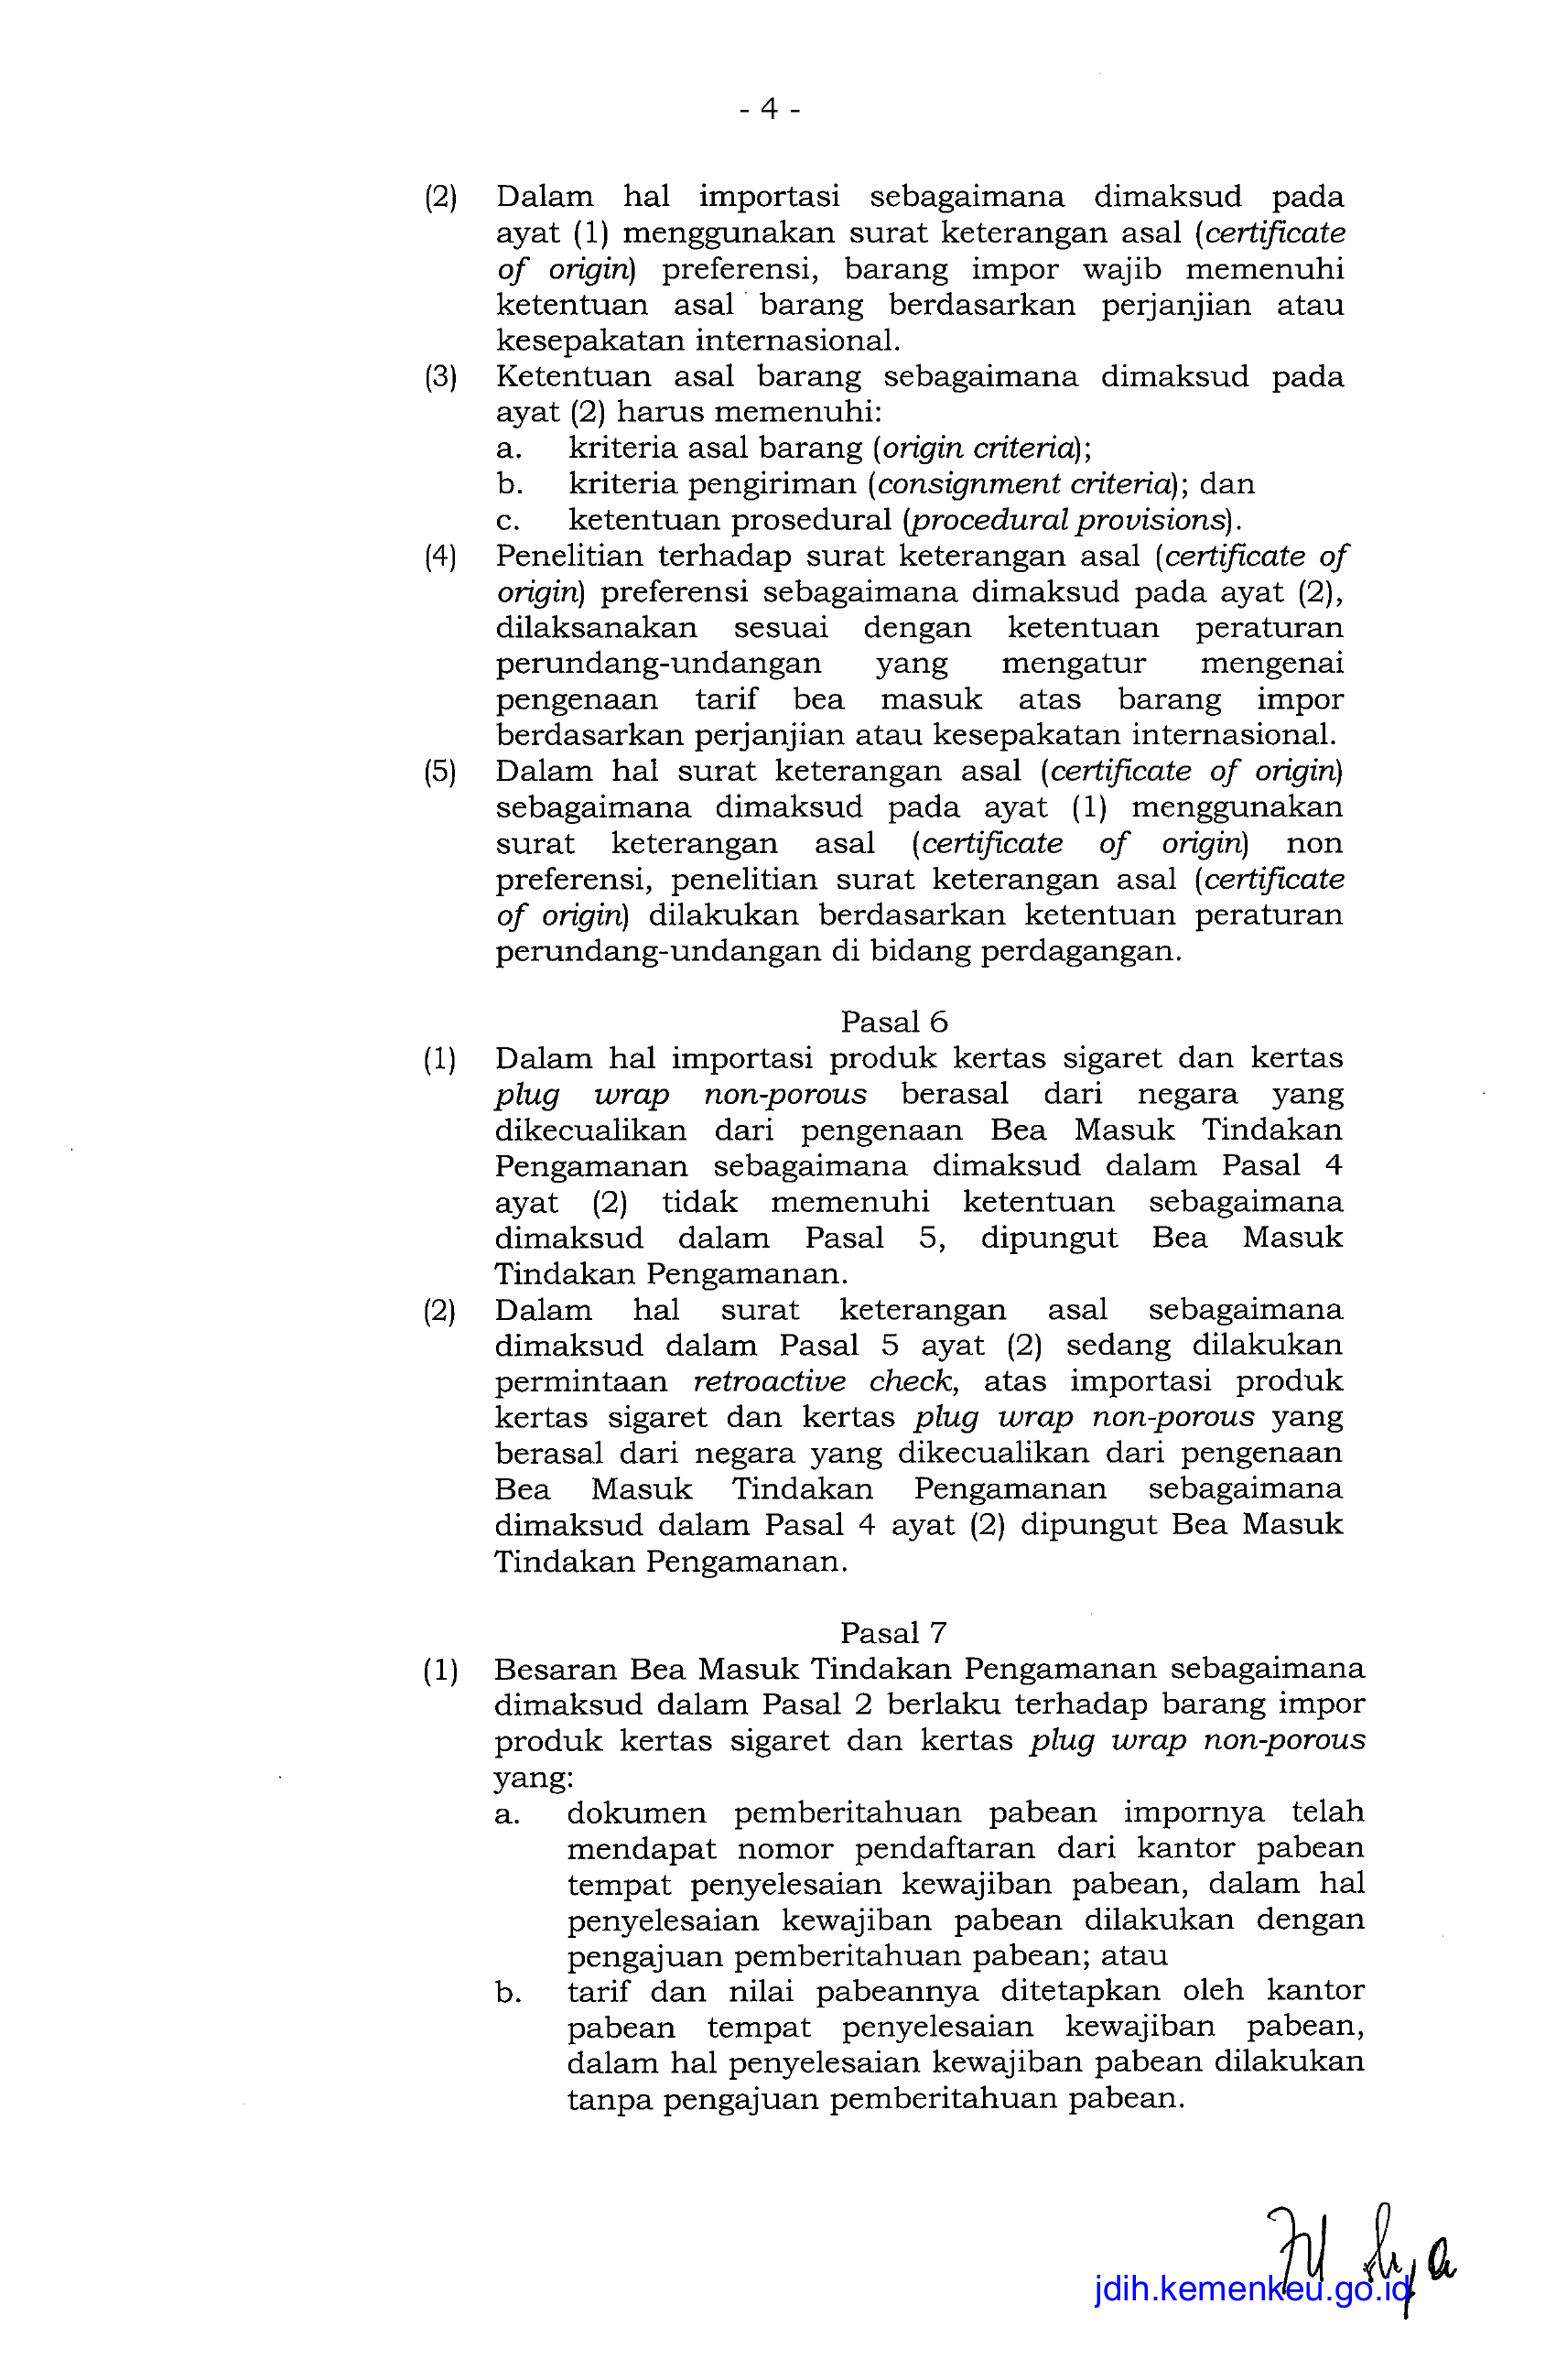 - 4 -
(2) Dalam hal importasi sebagaimana dimaksud pada
ayat (1) menggunakan surat keterangan asal (certificate
of origin) preferensi, barang impor wajib memenuhi
ketentuan asal barang berdasarkan perjanjian atau
kesepakatan internasional.
(3) Ketentuan asal barang sebagaimana dimaksud pada
ayat (2) harus memenuhi:
a. kriteria asal barang (origin criteria);
b. kriteria pengiriman (consignment criteria); dan
c. ketentuan prosedural (procedural provisions).
(4) Penelitian terhadap surat keterangan asal (certificate of
origin) preferensi sebagaimana dimaksud pada ayat (2),
dilaksanakan sesuai dengan ketentuan peraturan
perundang-undangan yang mengatur mengenai
pengenaan tarif bea masuk atas barang impor
berdasarkan perjanjian atau kesepakatan internasional.
(5) Dalam hal surat keterangan asal (certificate of origin)
sebagaimana dimaksud pada ayat (1) menggunakan
surat keterangan asal (certificate of origin) non
preferensi, penelitian surat keterangan asal (certificate
of origin) dilakukan berdasarkan ketentuan peraturan
perundang-undangan di bidang perdagangan.
Pasal 6
(1) Dalam hal importasi produk kertas sigaret dan kertas
plug wrap non-porous berasal dari negara yang
dikecualikan dari pengenaan Bea Masuk Tindakan
Pengamanan sebagaimana dimaksud dalam Pasal 4
ayat (2) tidak memenuhi ketentuan sebagaimana
dimaksud dalam Pasal 5, dipungut Bea Masuk
Tindakan Pengamanan.
(2) Dalam hal surat keterangan asal sebagaimana
dimaksud dalam Pasal 5 ayat (2) sedang dilakukan
permintaan retroactive check, atas importasi produk
kertas sigaret dan kertas plug wrap non-porous yang
berasal dari negara yang dikecualikan dari pengenaan
Bea Masuk Tindakan Pengamanan sebagaimana
dimaksud dalam Pasal 4 ayat (2) dipungut Bea Masuk
Tindakan Pengamanan.
Pasal 7
(1) Besaran Bea Masuk Tindakan Pengamanan sebagaimana
dimaksud dalam Pasal 2 berlaku terhadap barang impor
produk kertas sigaret dan kertas plug wrap non-porous
yang:
a. dokumen pemberitahuan pabean impornya telah
mendapat nomor pendaftaran dari kantor pabean
tempat penyelesaian kewajiban pabean, dalam hal
penyelesaian kewajiban pabean dilakukan dengan
pengajuan pemberitahuan pabean; atau
b. tarif dan nilai pabeannya ditetapkan oleh kantor
pabean tempat penyelesaian kewajiban pabean,
dalam hal penyelesaian kewajiban pabean dilakukan
tanpa pengajuan pemberitahuan pabean.
jdih.kemenkeu.go.id